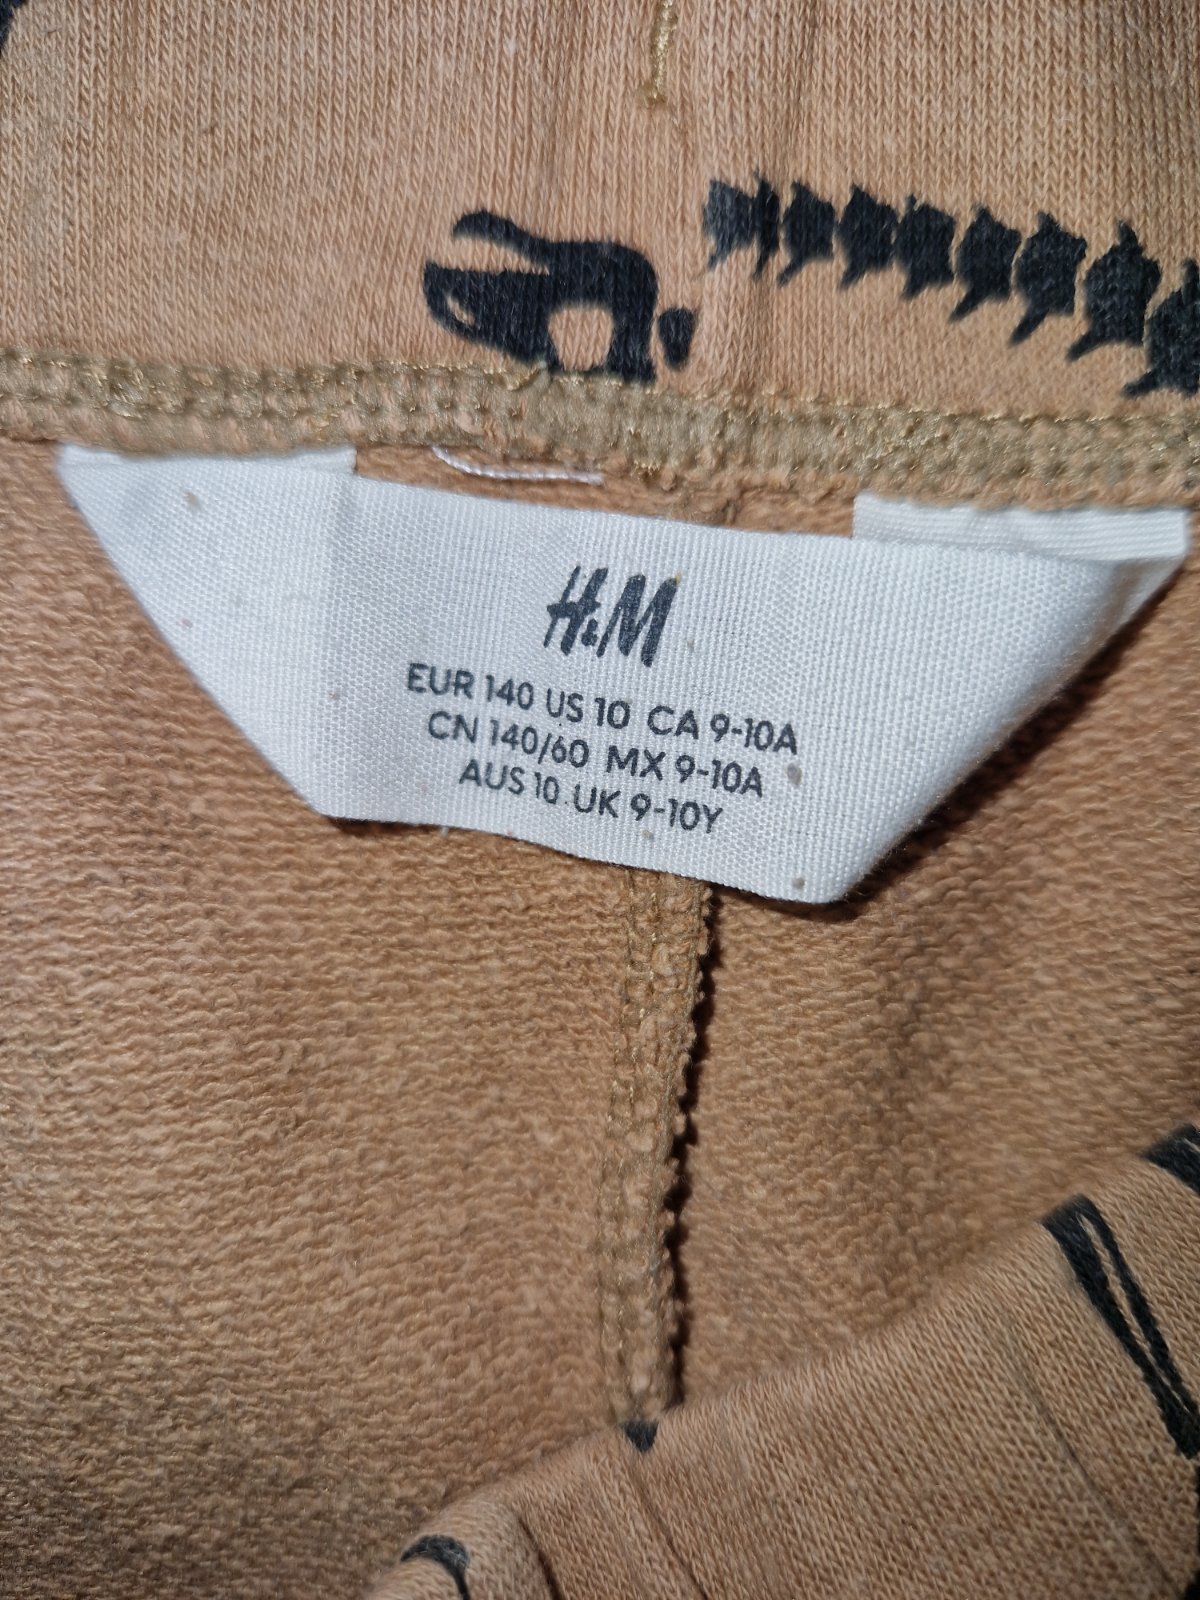 H&M
EUR 140 US 10 CA 9-10A
CN 140/60 MX 9-10A
AUS 10 UK 9-10Y